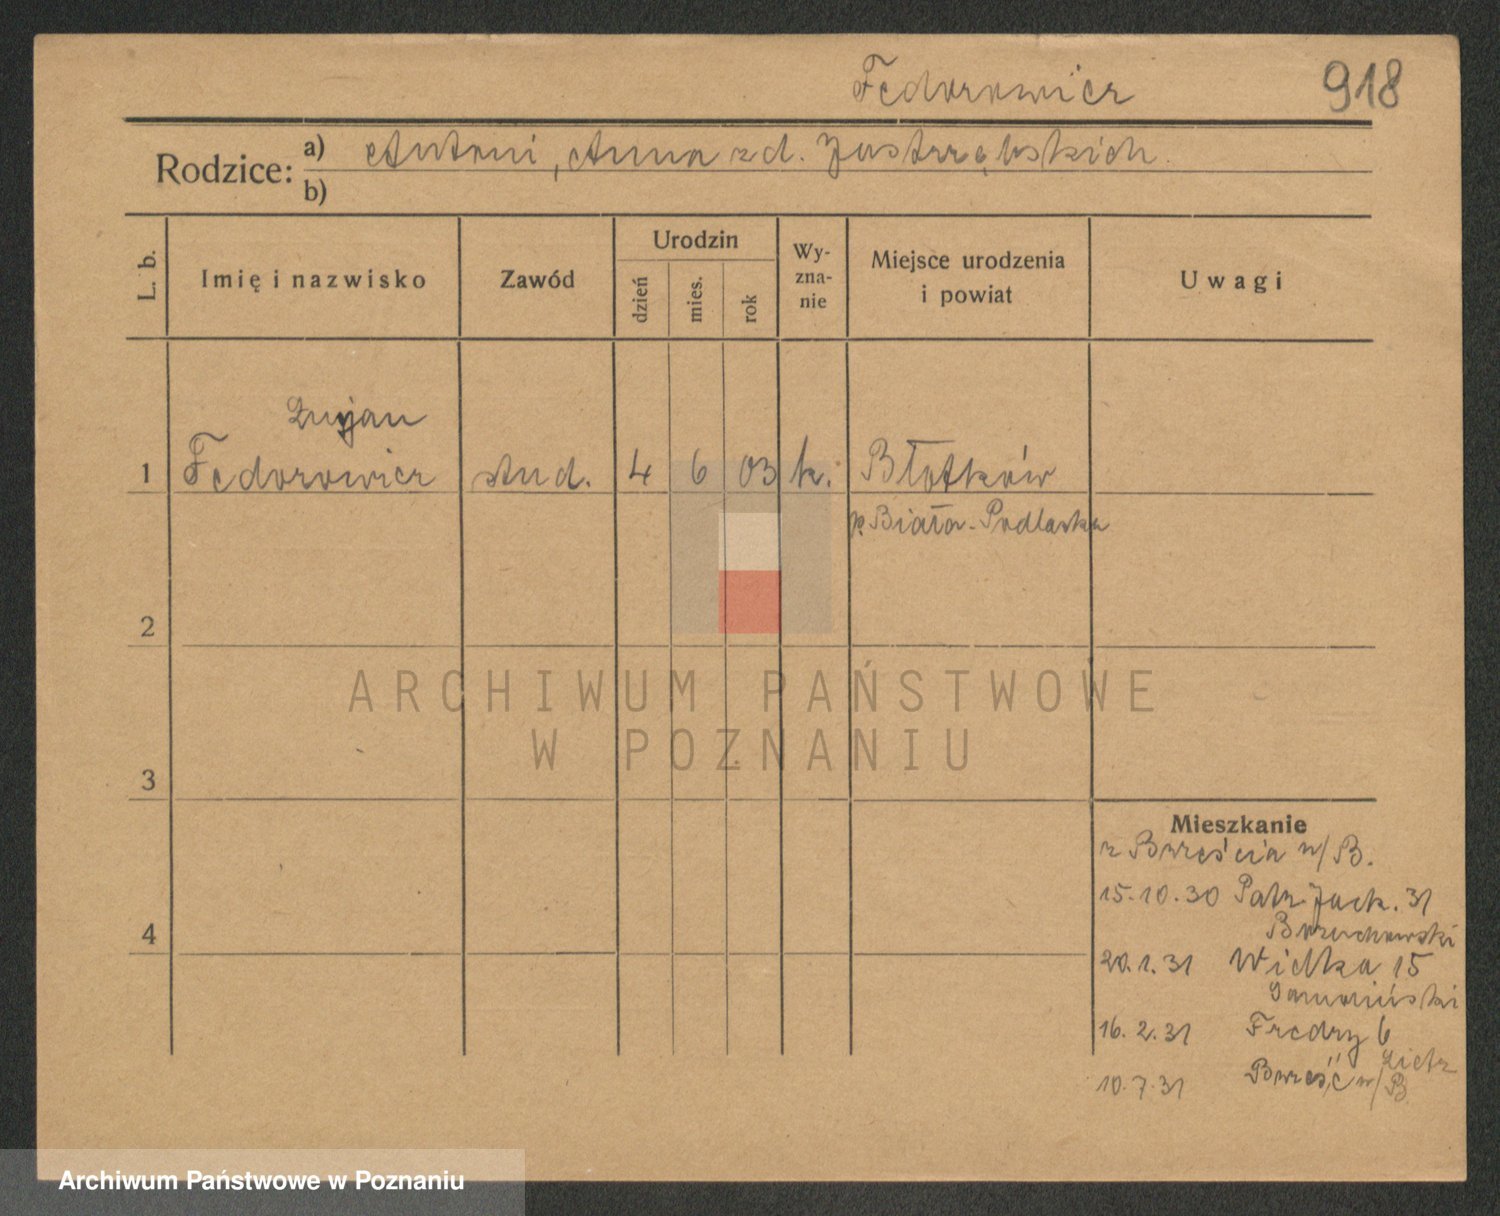 Fedorowicz
918
Rodzice:
a) Antoni, Anna z d. Jastrzębskich.
b)
L. b.
Imię i nazwisko
Zawód
Urodzin
dzień
mies.
rok
Wy-
zna-
nie
Miejsce urodzenia
i powiat
Uwagi
Lucjan
1 Fedorowicz stud. 4 6 03 k. Błotków
p. Biała-Podlaska
2
ARCHIWUM PAŃSTWOWE
W POZNANIU
3
Mieszkanie
z Brześcia n/B.
15.10.30 Patr. Jack. 31
4
20.1.31 15
16.2.31 Fredry 6
10.7.31 Brześć n/B
Archiwum Państwowe w Poznaniu